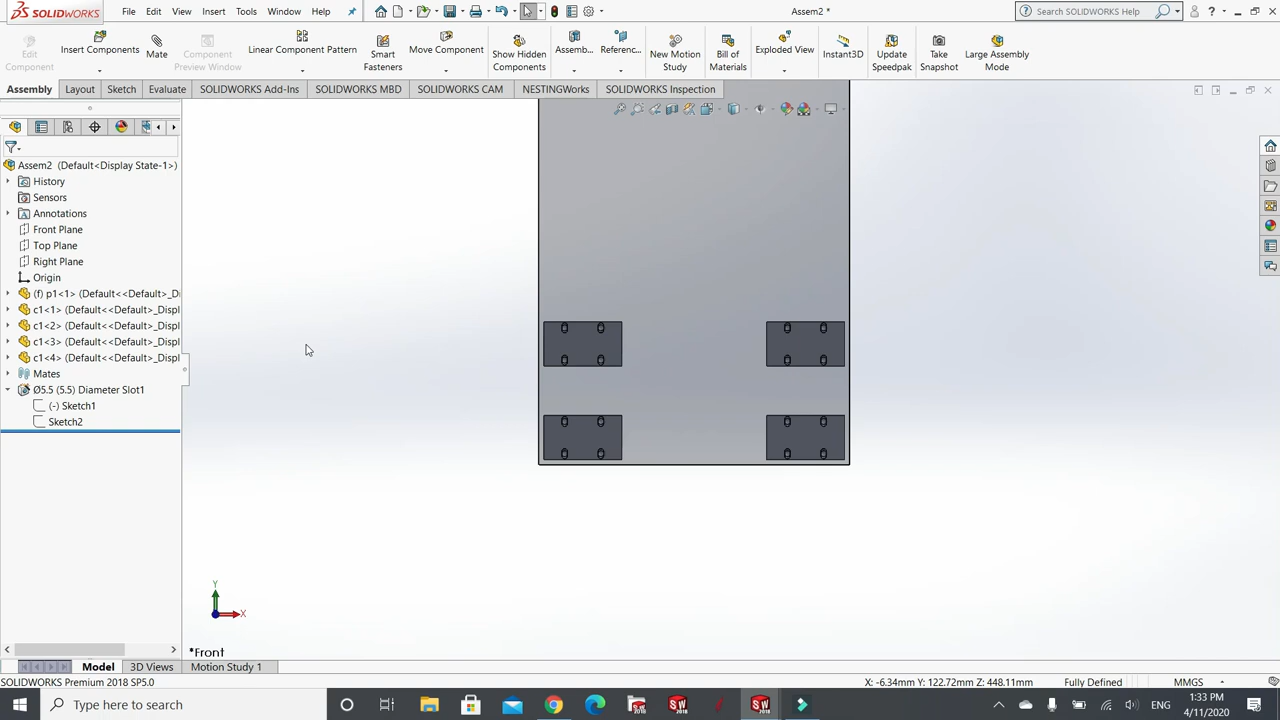 SOLIDWORKS
File Edit View Insert Tools Window Help
Assem2 *
Search SOLIDWORKS Help
Edit Component
Insert Components
Mate
Component Preview Window
Linear Component Pattern
Smart Fasteners
Move Component
Show Hidden Components
Assemb...
Referenc...
New Motion Study
Bill of Materials
Exploded View
Instant3D
Update Speedpak
Take Snapshot
Large Assembly Mode
Assembly Layout Sketch Evaluate SOLIDWORKS Add-Ins SOLIDWORKS MBD SOLIDWORKS CAM NESTINGWorks SOLIDWORKS Inspection
Assem2 (Default<Display State-1>)
History
Sensors
Annotations
Front Plane
Top Plane
Right Plane
Origin
(f) p1<1> (Default<<Default>_Di
c1<1> (Default<<Default>_Displ
c1<2> (Default<<Default>_Displ
c1<3> (Default<<Default>_Displ
c1<4> (Default<<Default>_Displ
Mates
Ø5.5 (5.5) Diameter Slot1
(-) Sketch1
Sketch2
Y
X
*Front
Model 3D Views Motion Study 1
SOLIDWORKS Premium 2018 SP5.0
X: -6.34mm Y: 122.72mm Z: 448.11mm Fully Defined MMGS
Type here to search
ENG
1:33 PM
4/11/2020